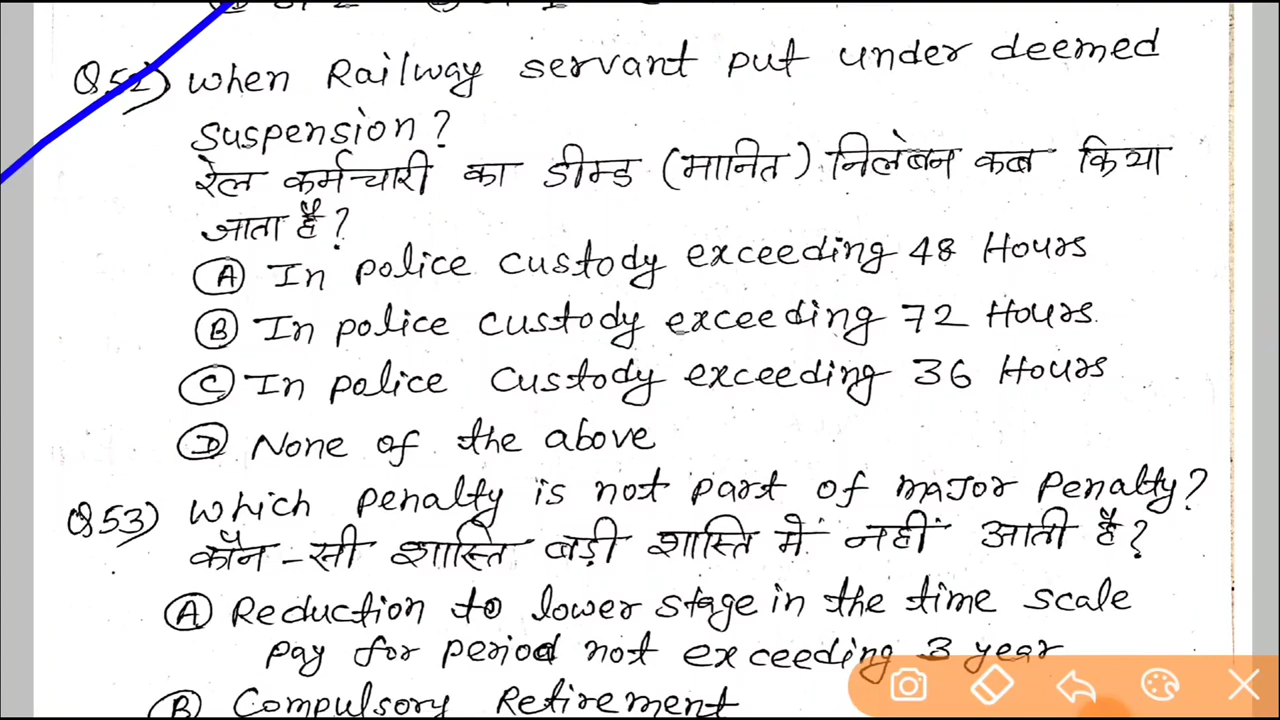 Q52) When Railway servant put under deemed
suspension?
रेल कर्मचारी का डीम्ड (मानित) निलंबन कब किया
जाता है?
(A) In police custody exceeding 48 Hours
(B) In police custody exceeding 72 Hours.
(C) In police custody exceeding 36 Hours
(D) None of the above
Q53) Which penalty is not part of MAJOR Penalty?
कौन-सी शास्ति बड़ी शास्ति में नहीं आती है?
(A) Reduction to lower stage in the time scale
pay for period not exceeding 3 year
(B) Compulsory Retirement